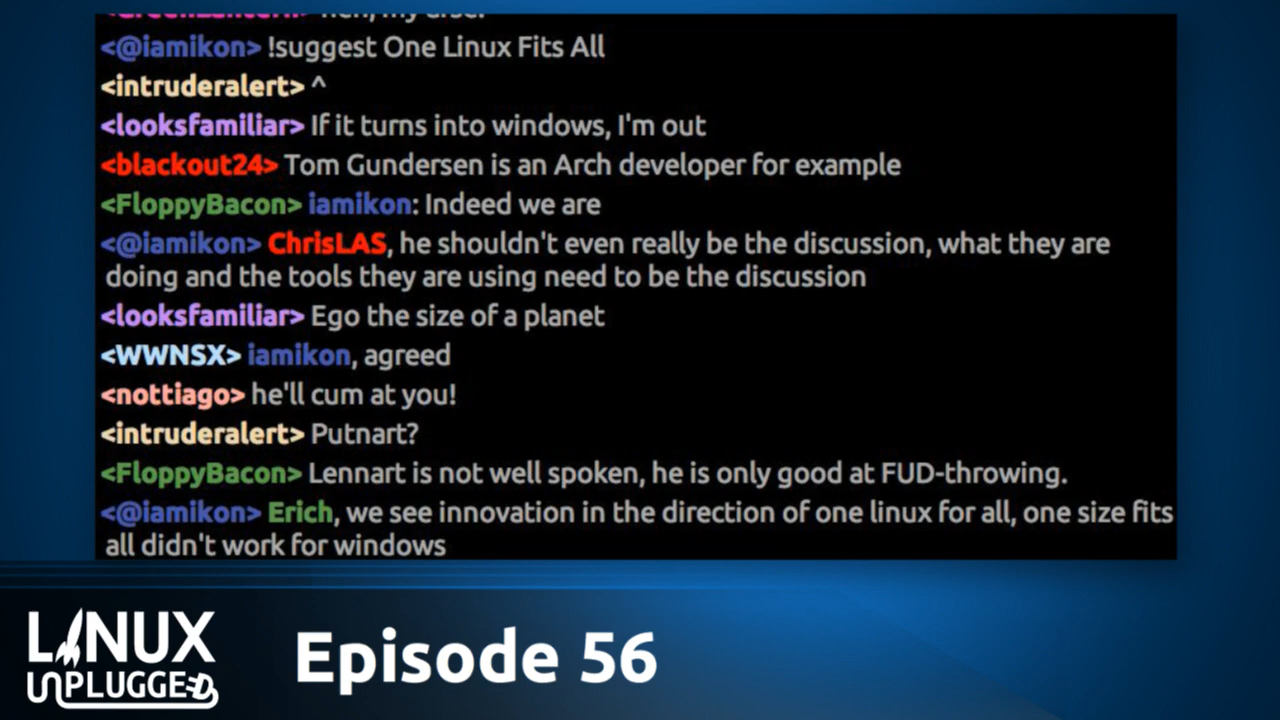 <@iamikon> !suggest One Linux Fits All
<intruderalert> ^
<looksfamiliar> If it turns into windows, I'm out
<blackout24> Tom Gundersen is an Arch developer for example
<FloppyBacon> iamikon: Indeed we are
<@iamikon> ChrisLAS, he shouldn't even really be the discussion, what they are
doing and the tools they are using need to be the discussion
<looksfamiliar> Ego the size of a planet
<WWNSX> iamikon, agreed
<nottiago> he'll cum at you!
<intruderalert> Putnart?
<FloppyBacon> Lennart is not well spoken, he is only good at FUD-throwing.
<@iamikon> Erich, we see innovation in the direction of one linux for all, one size fits
all didn't work for windows
LINUX
UNPLUGGED
Episode 56